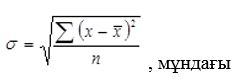 σ = √(∑(x − x̄)² / n) , мұндағы